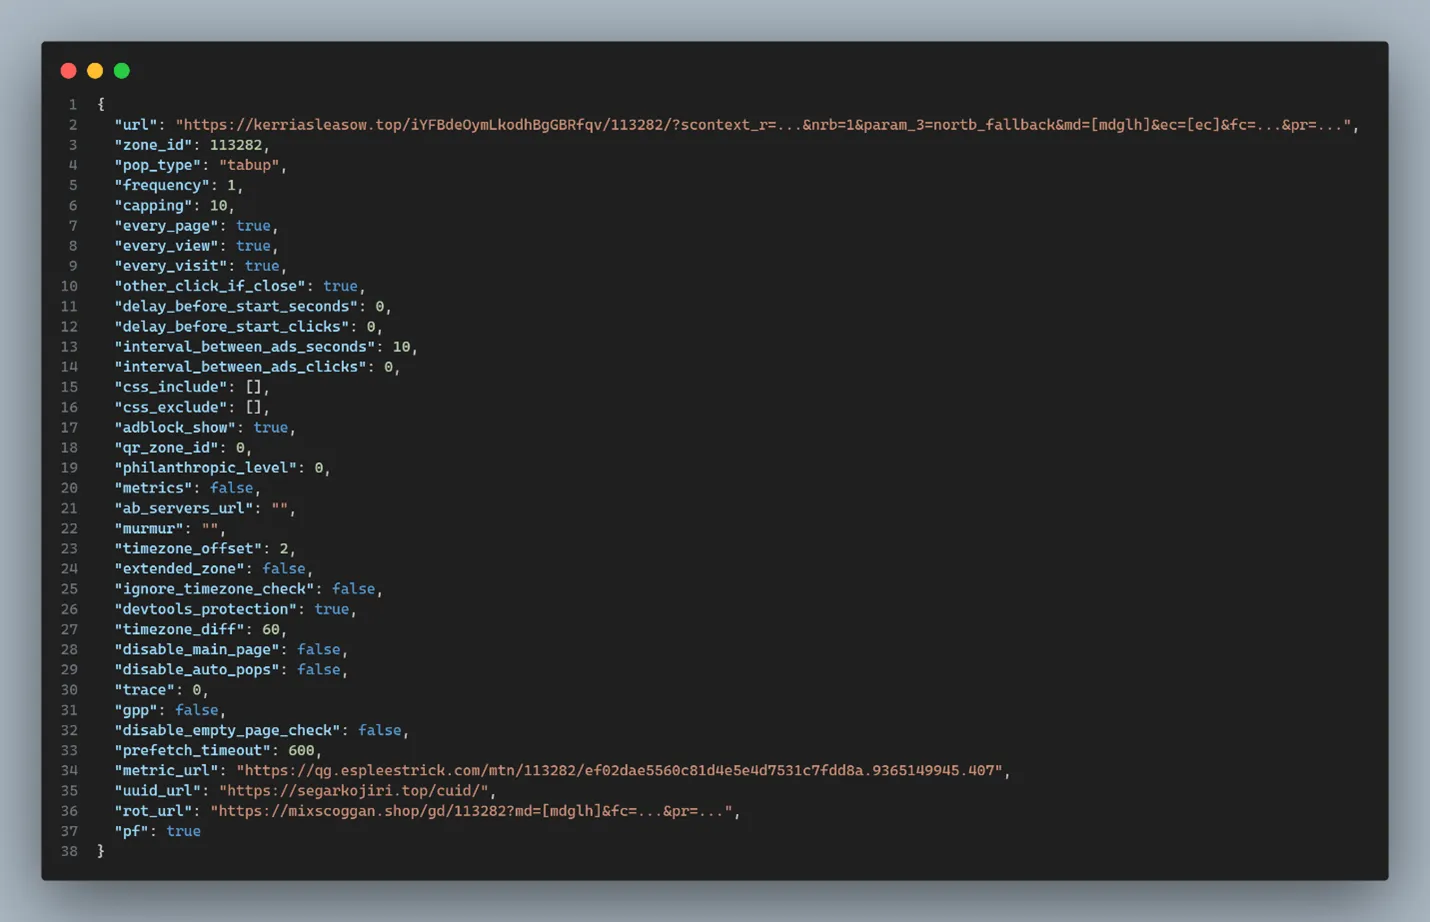 1 {
2 "url": "https://kerriasleasow.top/iYFBdeOymLkodhBgGBRfqv/113282/?scontext_r=...&nrb=1&param_3=nortb_fallback&md=[mdglh]&ec=[ec]&fc=...&pr=...",
3 "zone_id": 113282,
4 "pop_type": "tabup",
5 "frequency": 1,
6 "capping": 10,
7 "every_page": true,
8 "every_view": true,
9 "every_visit": true,
10 "other_click_if_close": true,
11 "delay_before_start_seconds": 0,
12 "delay_before_start_clicks": 0,
13 "interval_between_ads_seconds": 10,
14 "interval_between_ads_clicks": 0,
15 "css_include": [],
16 "css_exclude": [],
17 "adblock_show": true,
18 "qr_zone_id": 0,
19 "philanthropic_level": 0,
20 "metrics": false,
21 "ab_servers_url": "",
22 "murmur": "",
23 "timezone_offset": 2,
24 "extended_zone": false,
25 "ignore_timezone_check": false,
26 "devtools_protection": true,
27 "timezone_diff": 60,
28 "disable_main_page": false,
29 "disable_auto_pops": false,
30 "trace": 0,
31 "gpp": false,
32 "disable_empty_page_check": false,
33 "prefetch_timeout": 600,
34 "metric_url": "https://qg.espleestrick.com/mtn/113282/ef02dae5560c81d4e5e4d7531c7fdd8a.9365149945.407",
35 "uuid_url": "https://segarkojiri.top/cuid/",
36 "rot_url": "https://mixscoggan.shop/gd/113282?md=[mdglh]&fc=...&pr=...",
37 "pf": true
38 }